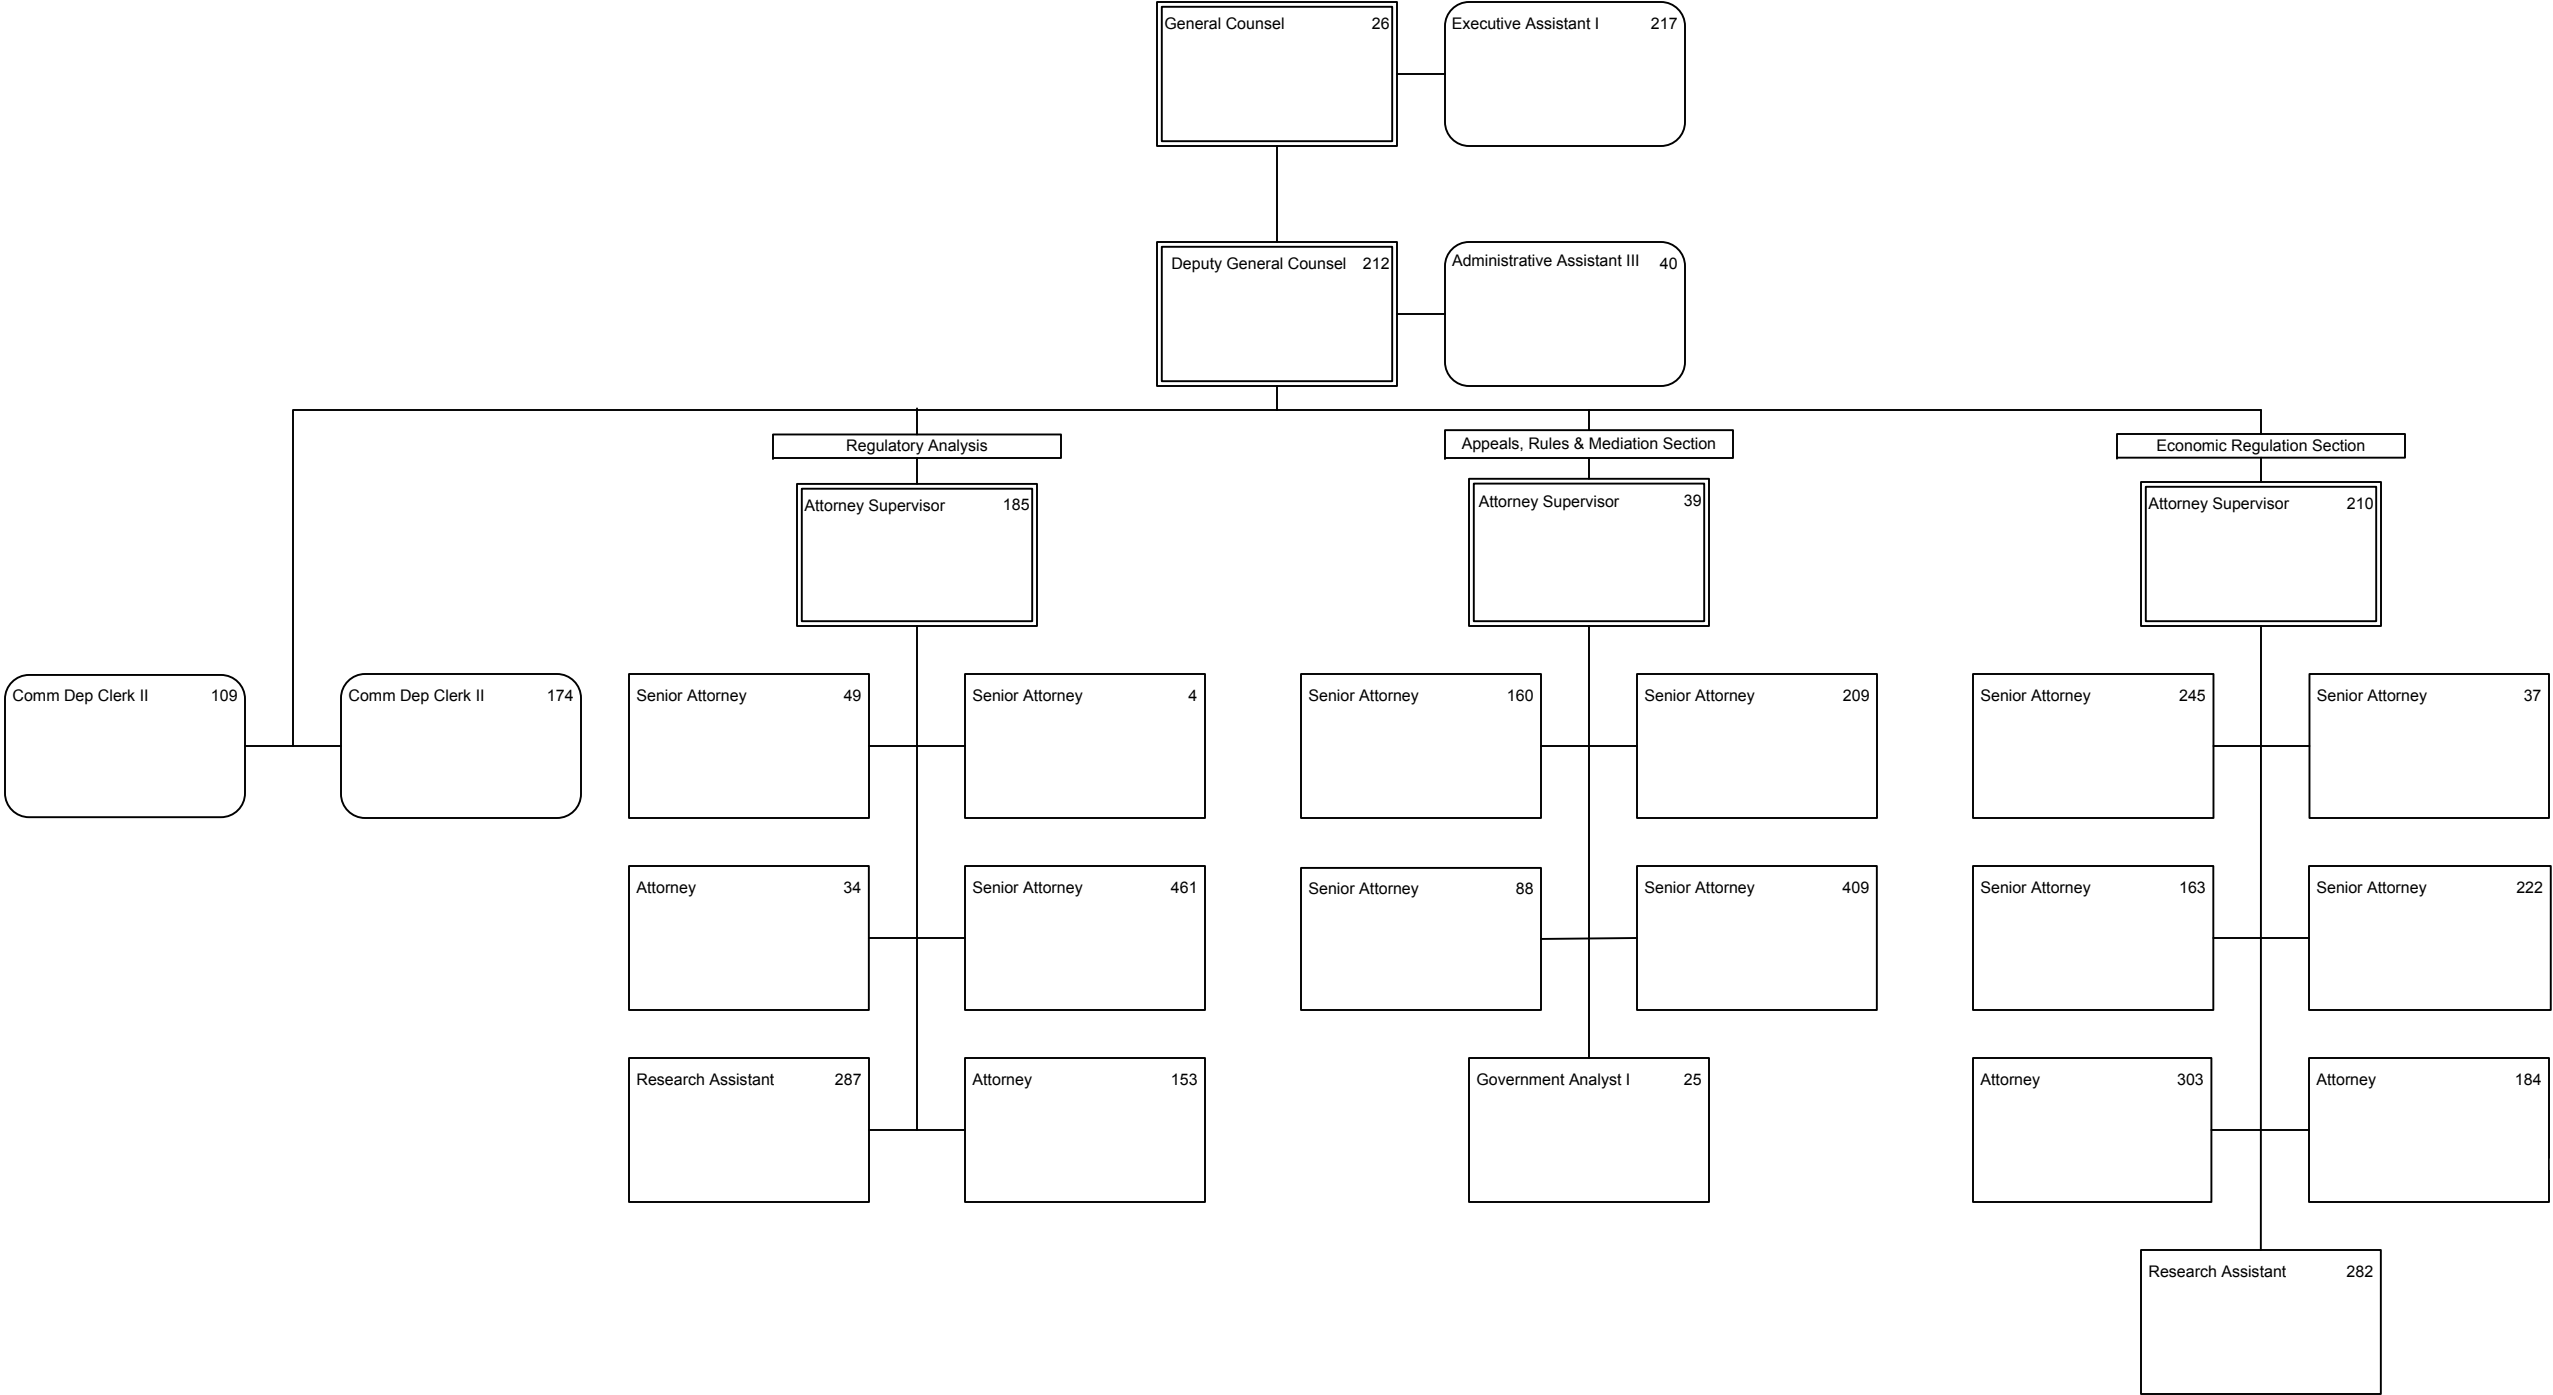 General Counsel 26
Executive Assistant I 217
Deputy General Counsel 212
Administrative Assistant III 40
Regulatory Analysis
Appeals, Rules & Mediation Section
Economic Regulation Section
Attorney Supervisor 185
Attorney Supervisor 39
Attorney Supervisor 210
Comm Dep Clerk II 109
Comm Dep Clerk II 174
Senior Attorney 49
Senior Attorney 4
Senior Attorney 160
Senior Attorney 209
Senior Attorney 245
Senior Attorney 37
Attorney 34
Senior Attorney 461
Senior Attorney 88
Senior Attorney 409
Senior Attorney 163
Senior Attorney 222
Research Assistant 287
Attorney 153
Government Analyst I 25
Attorney 303
Attorney 184
Research Assistant 282